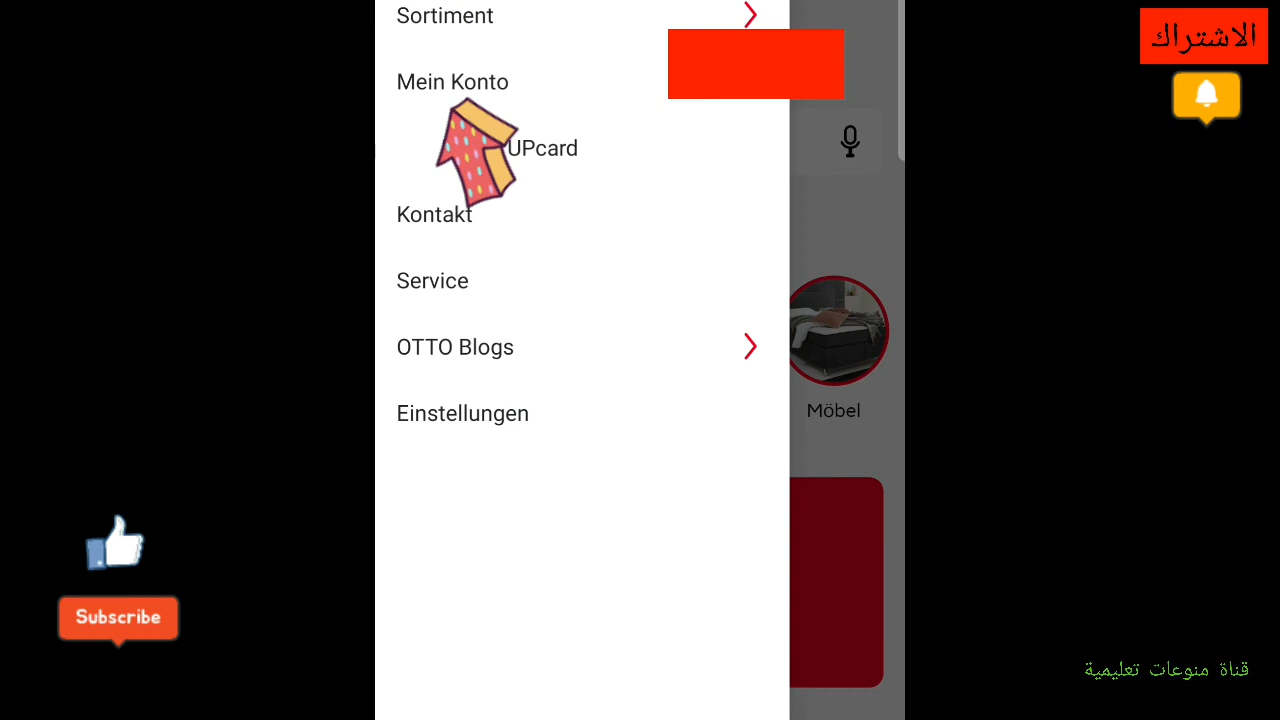 Sortiment
الاشتراك
Mein Konto
UPcard
Kontakt
Service
OTTO Blogs
Möbel
Einstellungen
Subscribe
قناة منوعات تعليمية